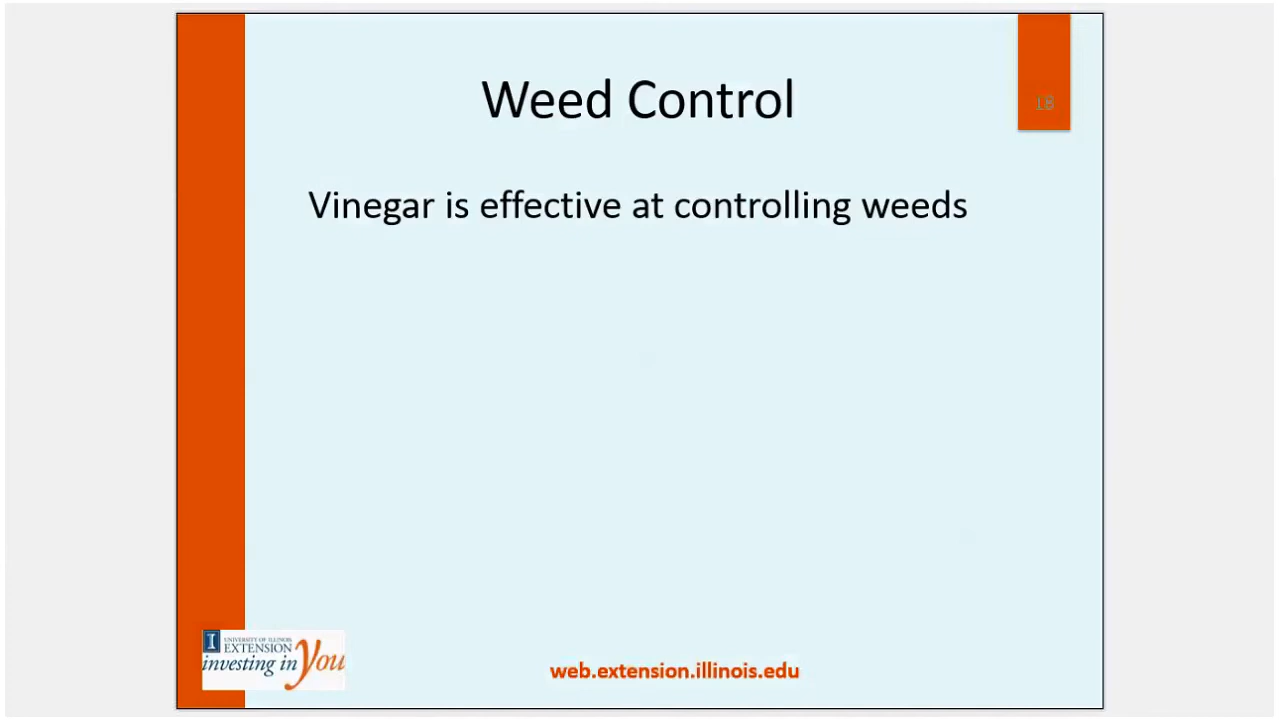 Weed Control
18
Vinegar is effective at controlling weeds
I
UNIVERSITY OF ILLINOIS
EXTENSION
investing in you
web.extension.illinois.edu